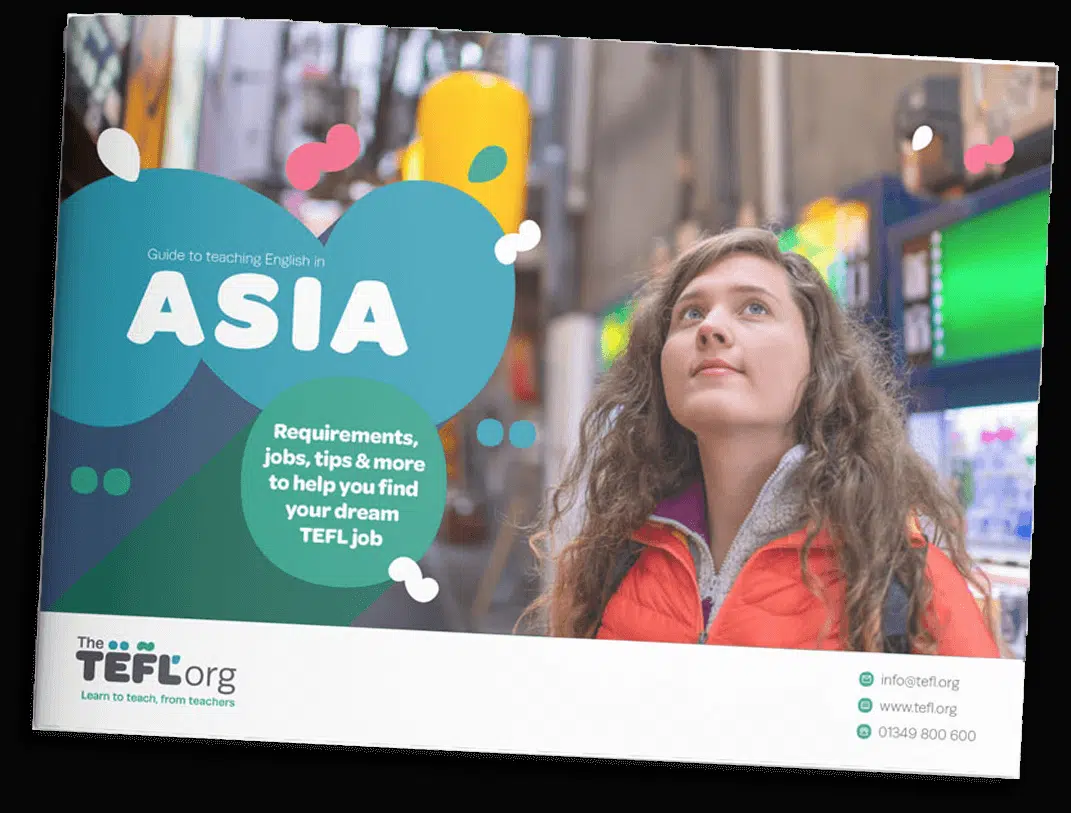 Guide to teaching English in
ASIA
Requirements,
jobs, tips & more
to help you find
your dream
TEFL job
The
TEFL.org
Learn to teach, from teachers
info@tefl.org
www.tefl.org
01349 800 600